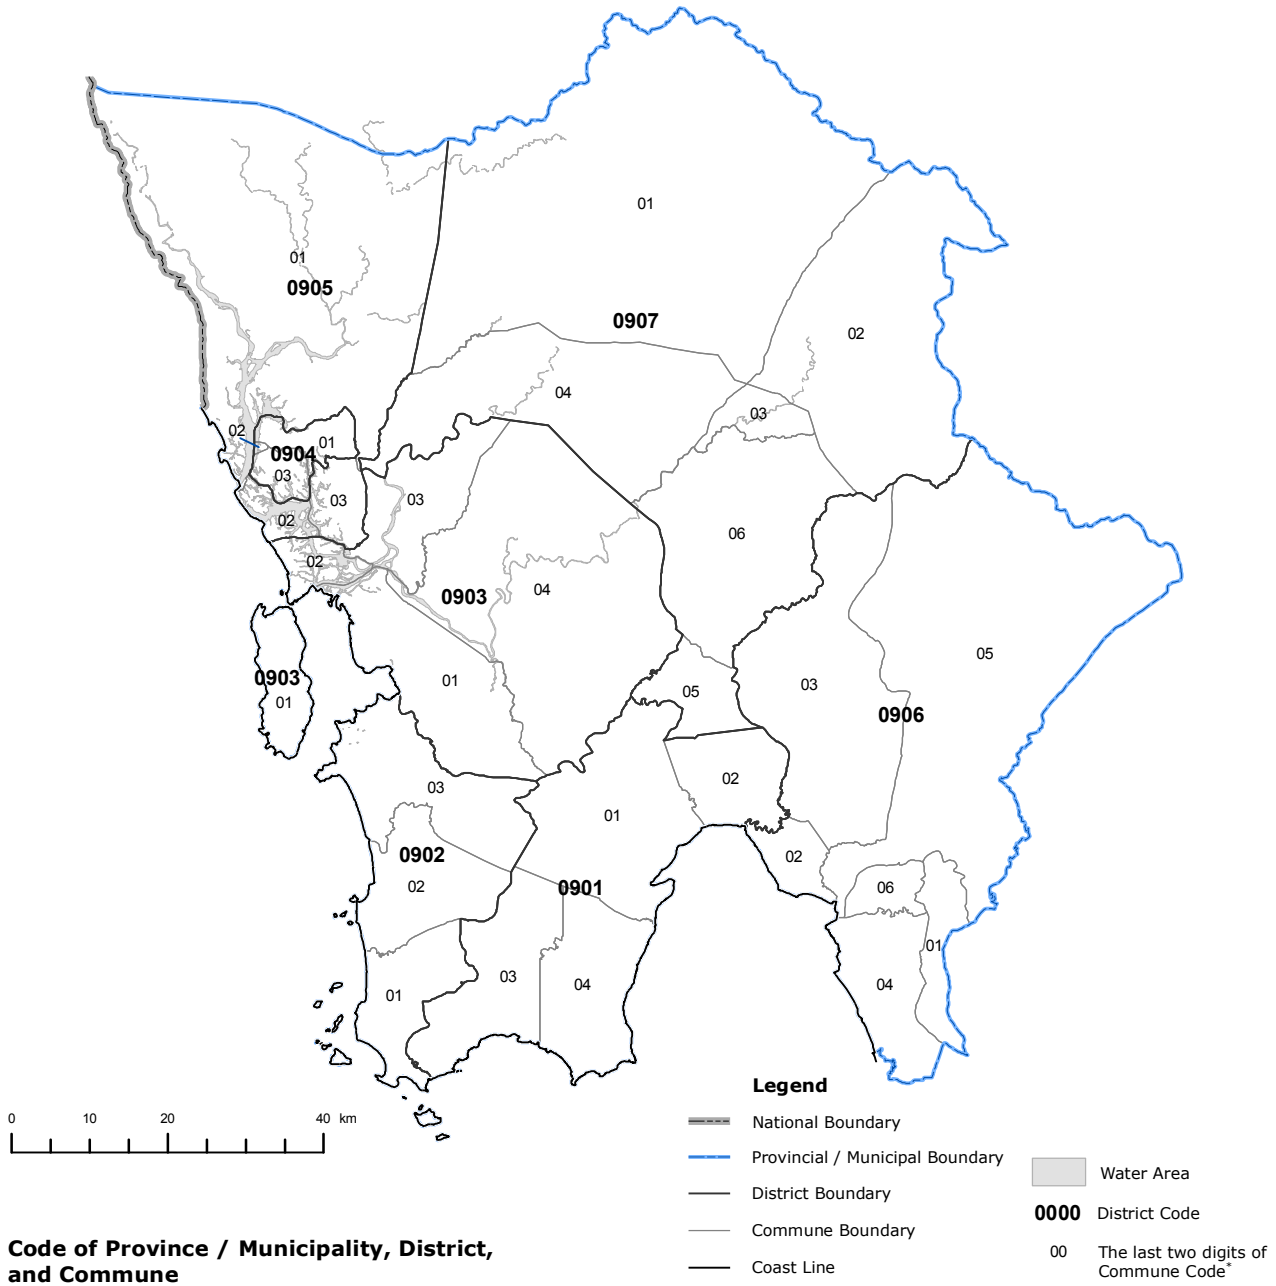 01
01
0905
0907
02
04
03
02
01
0904
03
03
03
02
06
02
0903
04
05
01
0903
01
05
03
0906
02
03
01
02
0902
02
0901
06
01
03
04
04
01
Legend
0 10 20 40 km
National Boundary
Provincial / Municipal Boundary
District Boundary
Commune Boundary
Coast Line
Water Area
0000 District Code
00 The last two digits of
Commune Code*
Code of Province / Municipality, District,
and Commune